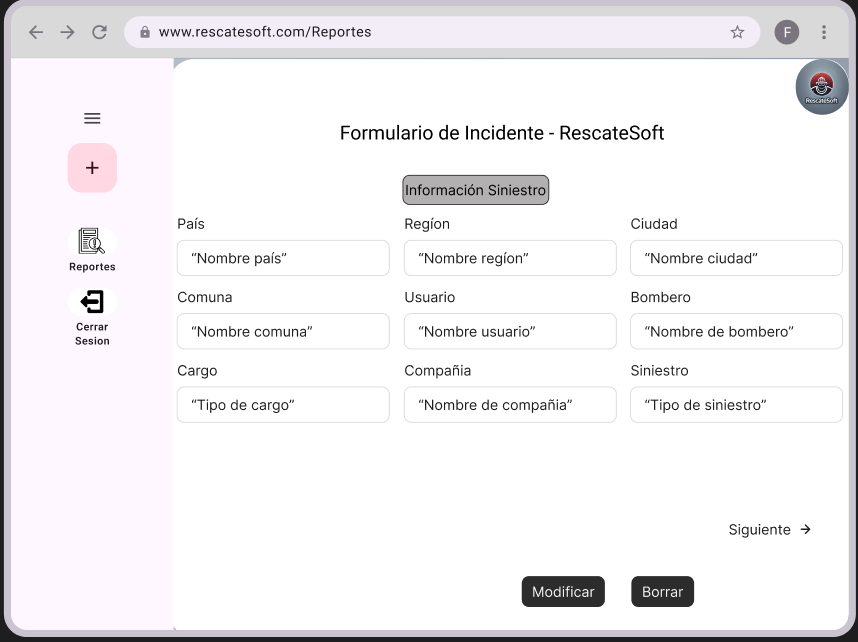 www.rescatesoft.com/Reportes
F
RescateSoft
Formulario de Incidente - RescateSoft
+
Información Siniestro
País Regíon Ciudad
“Nombre país” “Nombre regíon” “Nombre ciudad”
Reportes
Comuna Usuario Bombero
“Nombre comuna” “Nombre usuario” “Nombre de bombero”
Cerrar
Sesion
Cargo Compañia Siniestro
“Tipo de cargo” “Nombre de compañia” “Tipo de siniestro”
Siguiente →
Modificar Borrar